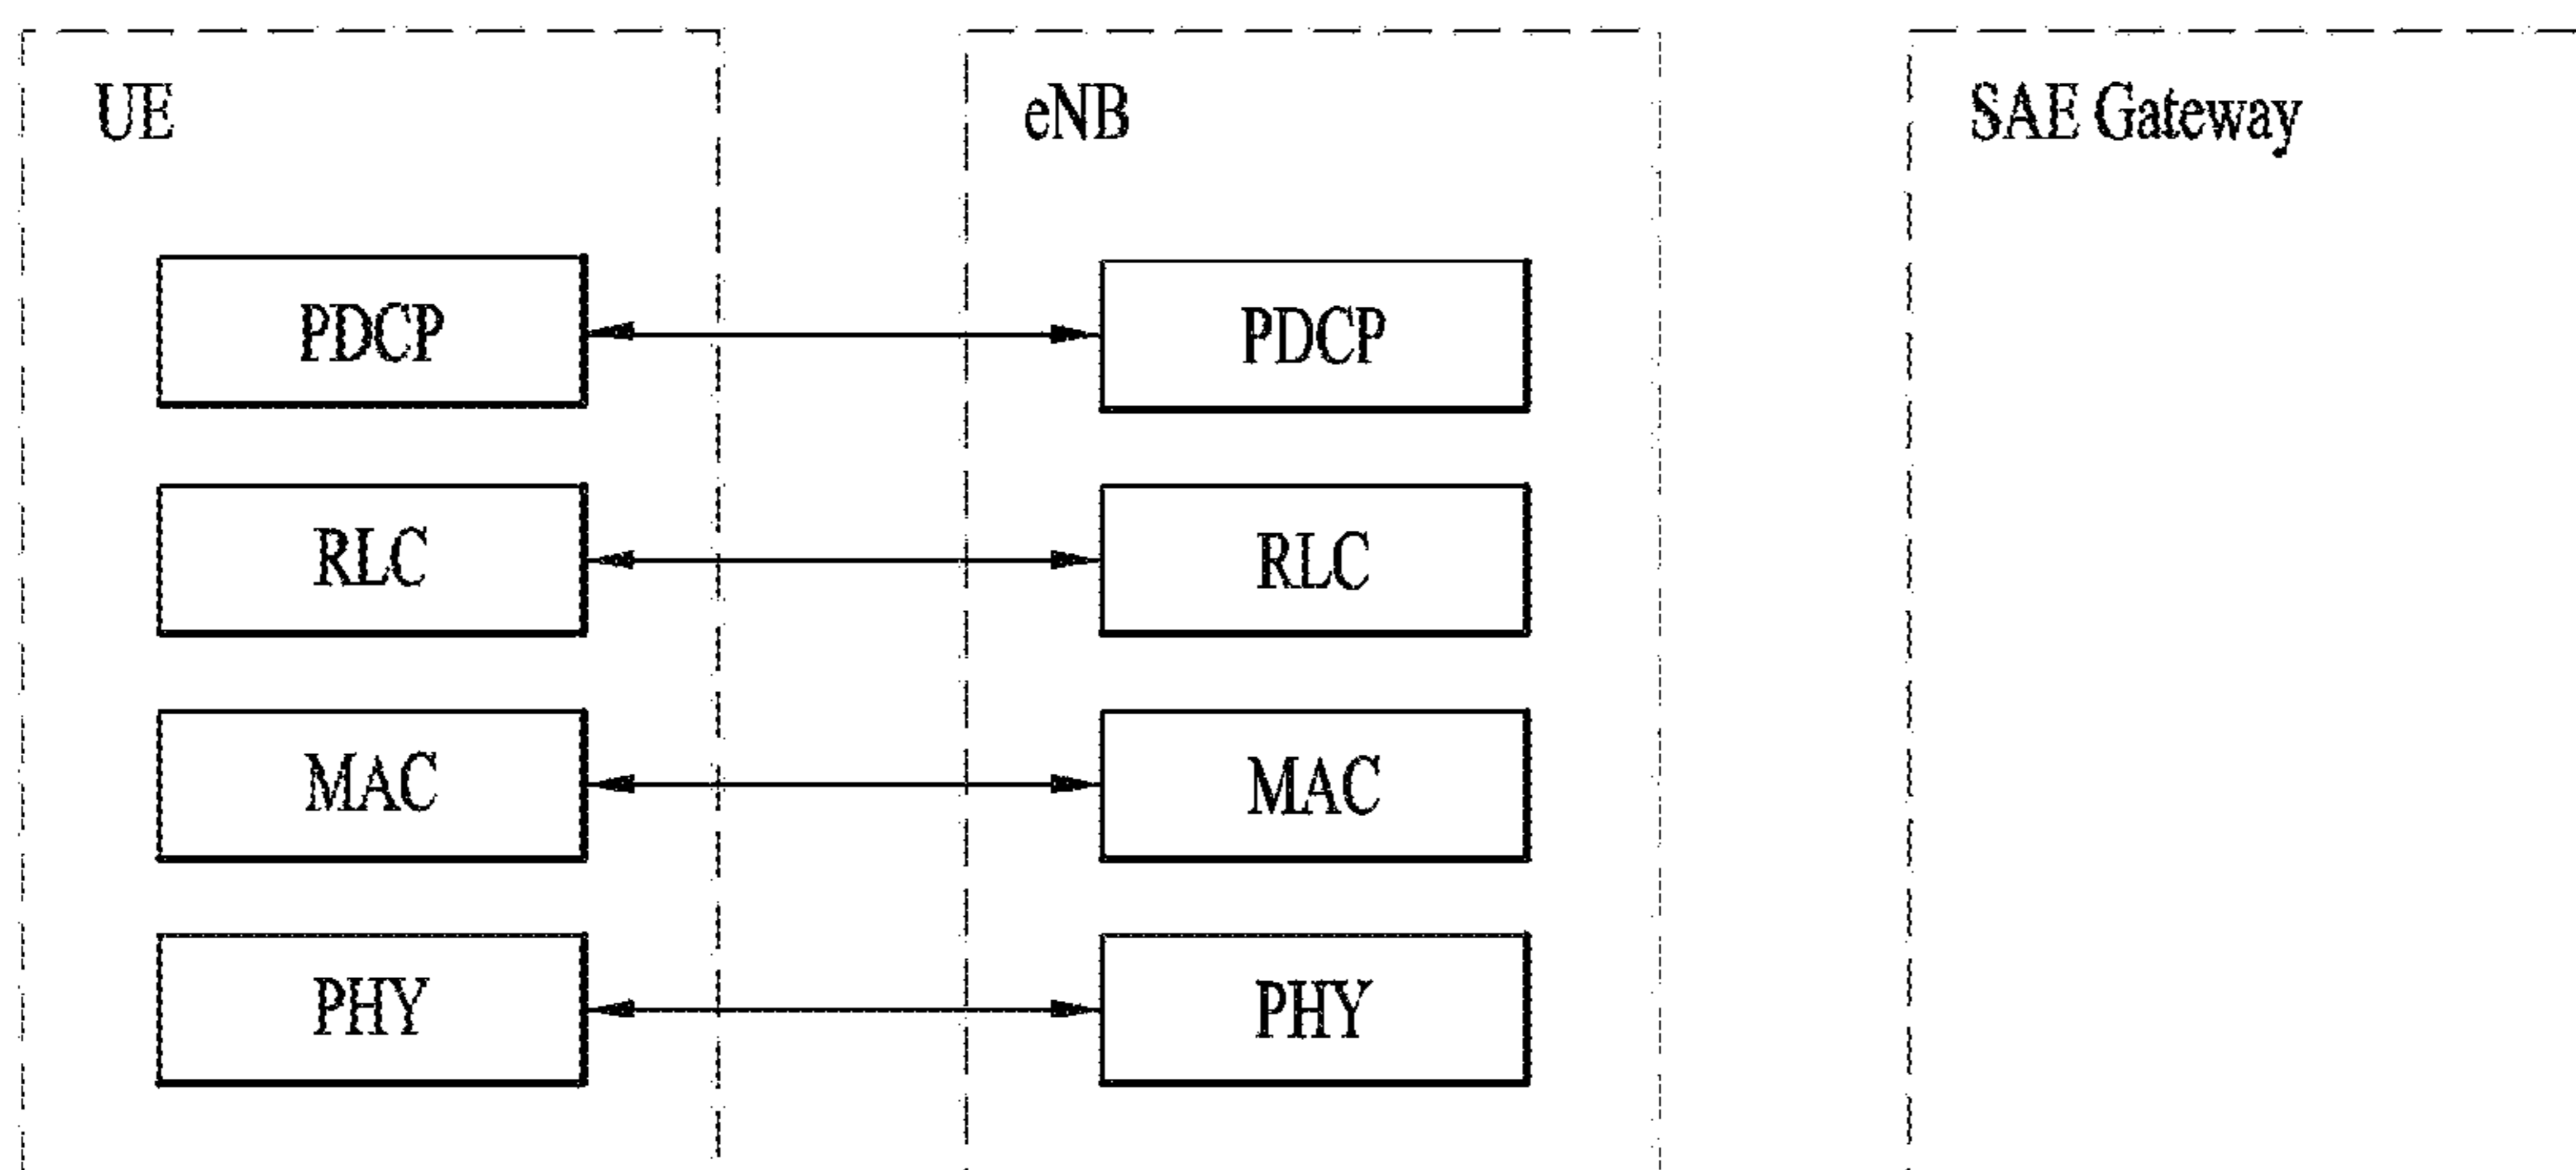 UE
eNB
SAE Gateway
PDCP
PDCP
RLC
RLC
MAC
MAC
PHY
PHY